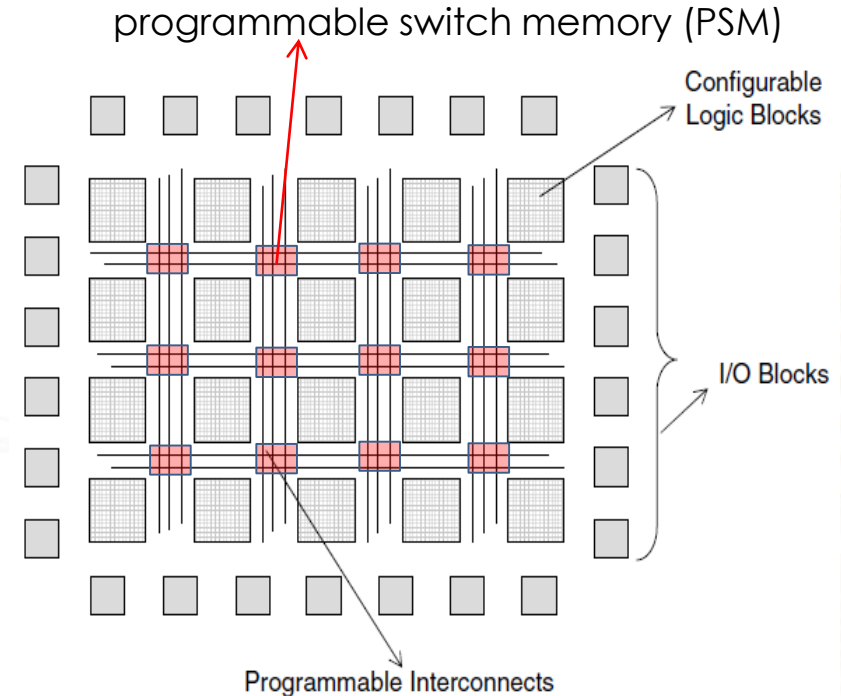 programmable switch memory (PSM)
Configurable
Logic Blocks
I/O Blocks
Programmable Interconnects